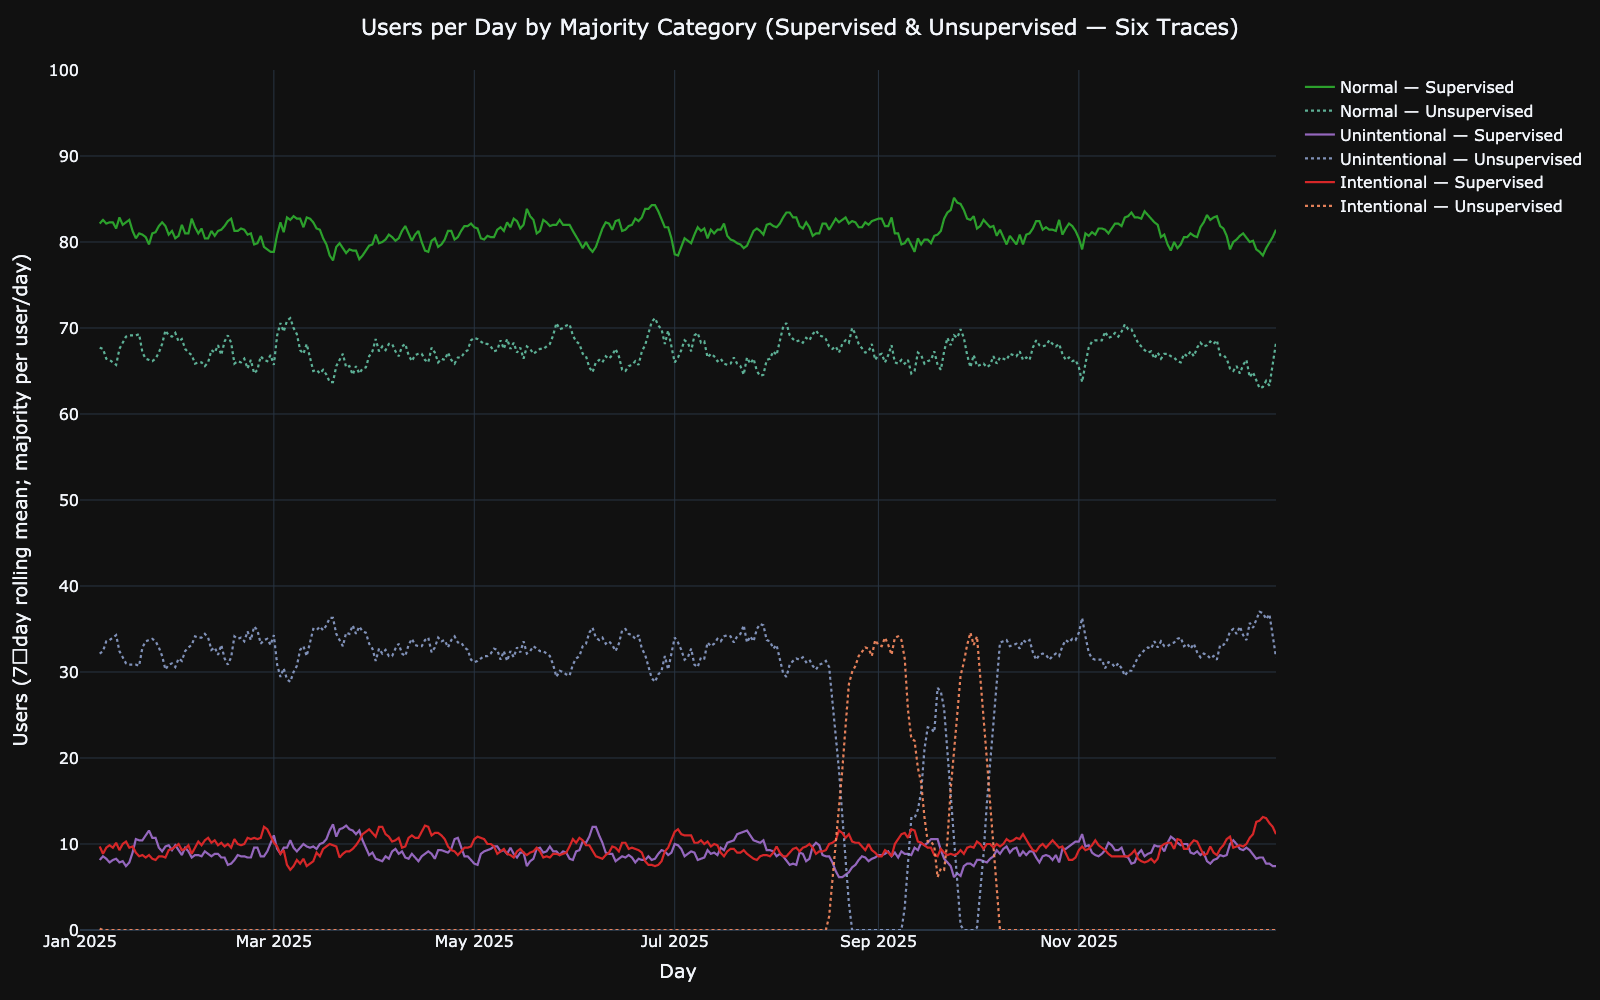 Users per Day by Majority Category (Supervised & Unsupervised — Six Traces)
Normal — Supervised
Normal — Unsupervised
Unintentional — Supervised
Unintentional — Unsupervised
Intentional — Supervised
Intentional — Unsupervised
Users (7□day rolling mean; majority per user/day)
100
90
80
70
60
50
40
30
20
10
0
Jan 2025
Mar 2025
May 2025
Jul 2025
Sep 2025
Nov 2025
Day